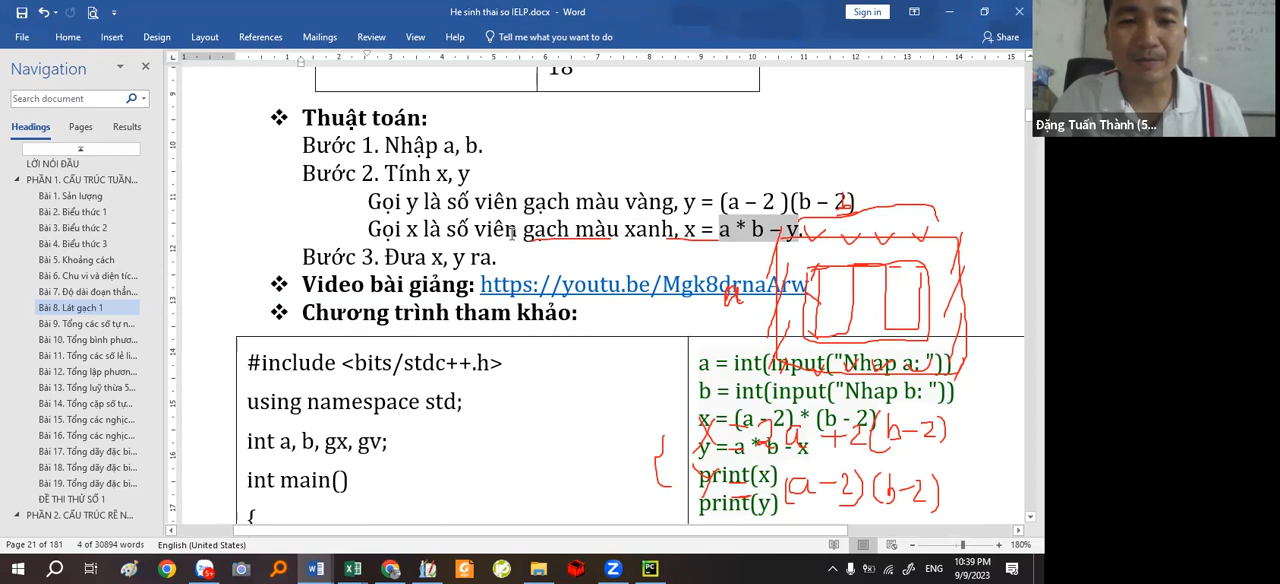 He sinh thai so IELP.docx - Word
Sign in
File Home Insert Design Layout References Mailings Review View Help Tell me what you want to do Share
Navigation
Search document
Headings Pages Results
LỜI NÓI ĐẦU
PHẦN 1. CẤU TRÚC TUẦN...
Bài 1. Sản lượng
Bài 2. Biểu thức 1
Bài 3. Biểu thức 2
Bài 4. Biểu thức 3
Bài 5. Khoảng cách
Bài 6. Chu vi và diện tíc...
Bài 7. Độ dài đoạn thẳn...
Bài 8. Lát gạch 1
Bài 9. Tổng các số tự n...
Bài 10. Tổng bình phươ...
Bài 11. Tổng các số lẻ li...
Bài 12. Tổng lập phươn...
Bài 13. Tổng lũy thừa 5...
Bài 14. Tổng cặp số tự...
Bài 15. Tổng các nghịc...
Bài 16. Tổng các nghịc...
Bài 17. Tổng dãy đặc bi...
Bài 18. Tổng dãy đặc bi...
Bài 19. Tổng dãy đặc bi...
ĐỀ THI THỬ SỐ 1
PHẦN 2. CẤU TRÚC RẼ N...
18
❖ Thuật toán:
Bước 1. Nhập a, b.
Bước 2. Tính x, y
Gọi y là số viên gạch màu vàng, y = (a – 2 )(b – 2)
Gọi x là số viên gạch màu xanh, x = a * b – y.
Bước 3. Đưa x, y ra.
❖ Video bài giảng: https://youtu.be/Mgk8drnaArw
❖ Chương trình tham khảo:
#include <bits/stdc++.h>
using namespace std;
int a, b, gx, gv;
int main()
{
a = int(input("Nhap a: "))
b = int(input("Nhap b: "))
x = (a - 2) * (b - 2)
y = a * b - x
print(x)
print(y)
b
a
X = 2a + 2(b-2)
Y = (a-2)(b-2)
Đặng Tuấn Thành (5...
Page 21 of 181 4 of 30894 words English (United States)
180%
ENG
10:39 PM
9/9/2023